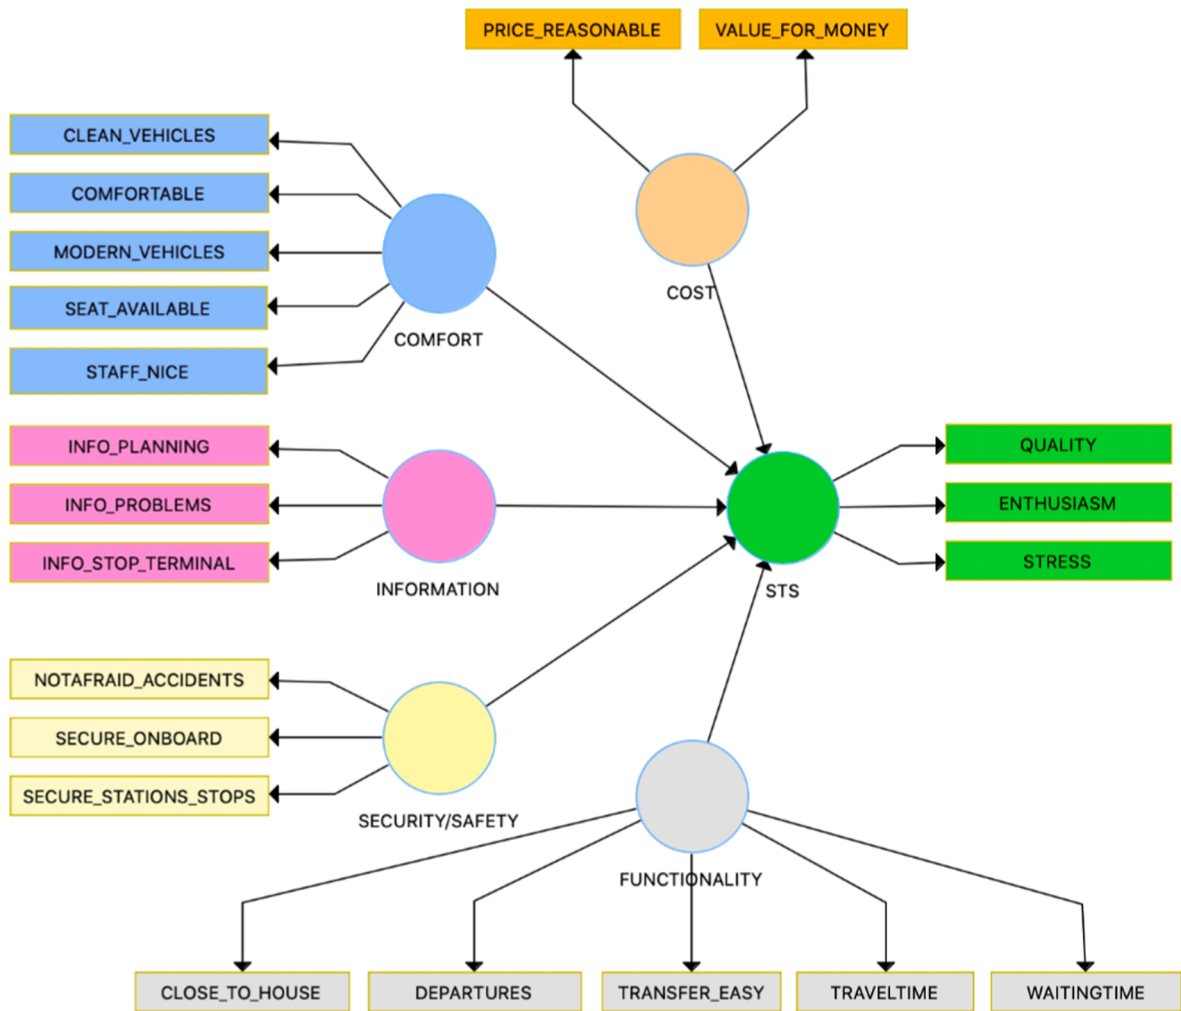 PRICE_REASONABLE
VALUE_FOR_MONEY
CLEAN_VEHICLES
COMFORTABLE
MODERN_VEHICLES
SEAT_AVAILABLE
STAFF_NICE
COMFORT
COST
INFO_PLANNING
INFO_PROBLEMS
INFO_STOP_TERMINAL
INFORMATION
QUALITY
ENTHUSIASM
STRESS
STS
NOTAFRAID_ACCIDENTS
SECURE_ONBOARD
SECURE_STATIONS_STOPS
SECURITY/SAFETY
FUNCTIONALITY
CLOSE_TO_HOUSE
DEPARTURES
TRANSFER_EASY
TRAVELTIME
WAITINGTIME